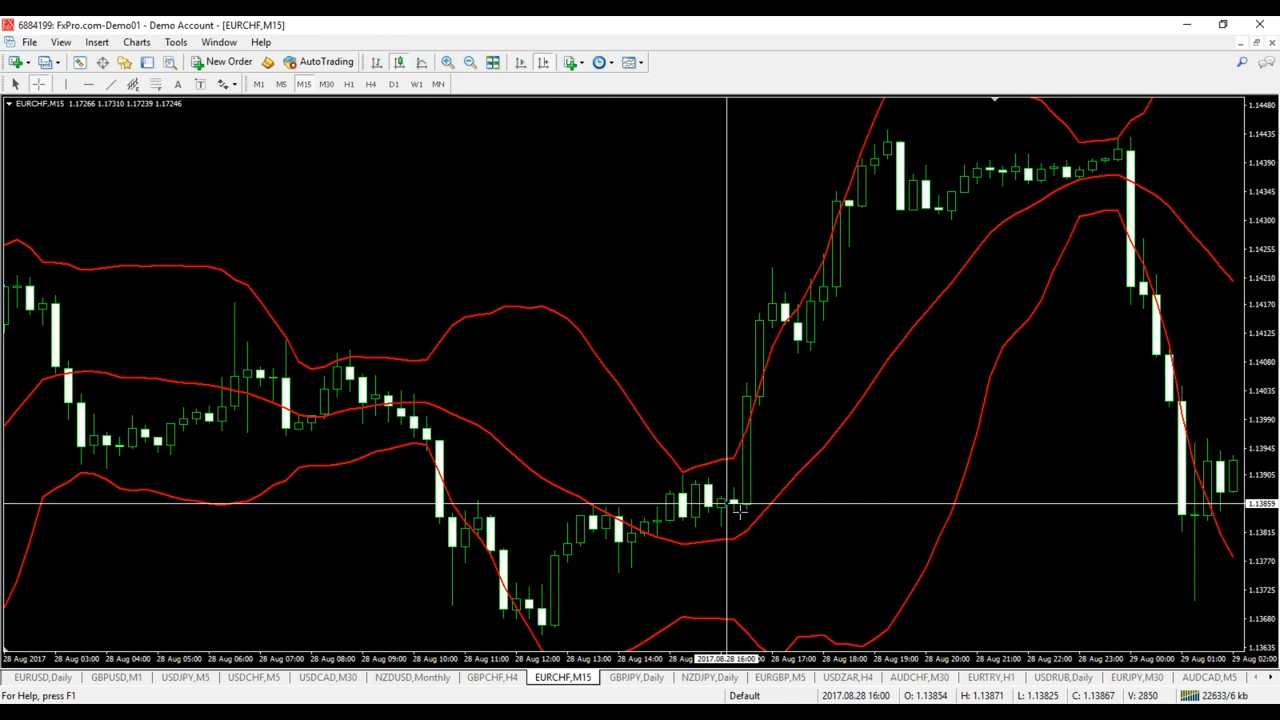 6884199: FxPro.com-Demo01 - Demo Account - [EURCHF,M15]
File View Insert Charts Tools Window Help
New Order AutoTrading
A T M1 M5 M15 M30 H1 H4 D1 W1 MN
EURCHF,M15 1.17266 1.17310 1.17239 1.17246
1.14480
1.14435
1.14390
1.14345
1.14300
1.14255
1.14210
1.14170
1.14125
1.14080
1.14035
1.13990
1.13950
1.13905
1.13859
1.13815
1.13770
1.13725
1.13680
1.13635
28 Aug 2017 28 Aug 03:00 28 Aug 04:00 28 Aug 05:00 28 Aug 06:00 28 Aug 07:00 28 Aug 08:00 28 Aug 09:00 28 Aug 10:00 28 Aug 11:00 28 Aug 12:00 28 Aug 13:00 28 Aug 14:00 28 Aug 2017.08.28 16:00 28 Aug 17:00 28 Aug 18:00 28 Aug 19:00 28 Aug 20:00 28 Aug 21:00 28 Aug 22:00 28 Aug 23:00 29 Aug 00:00 29 Aug 01:00 29 Aug 02:00
EURUSD,Daily GBPUSD,M1 USDJPY,M5 USDCHF,M5 USDCAD,M30 NZDUSD,Monthly GBPCHF,H4 EURCHF,M15 GBPJPY,Daily NZDJPY,Daily EURGBP,M5 USDZAR,H4 AUDCHF,M30 EURTRY,H1 USDRUB,Daily EURJPY,M30 AUDCAD,M5
For Help, press F1 Default 2017.08.28 16:00 O: 1.13854 H: 1.13871 L: 1.13825 C: 1.13867 V: 2850 22633/6 kb